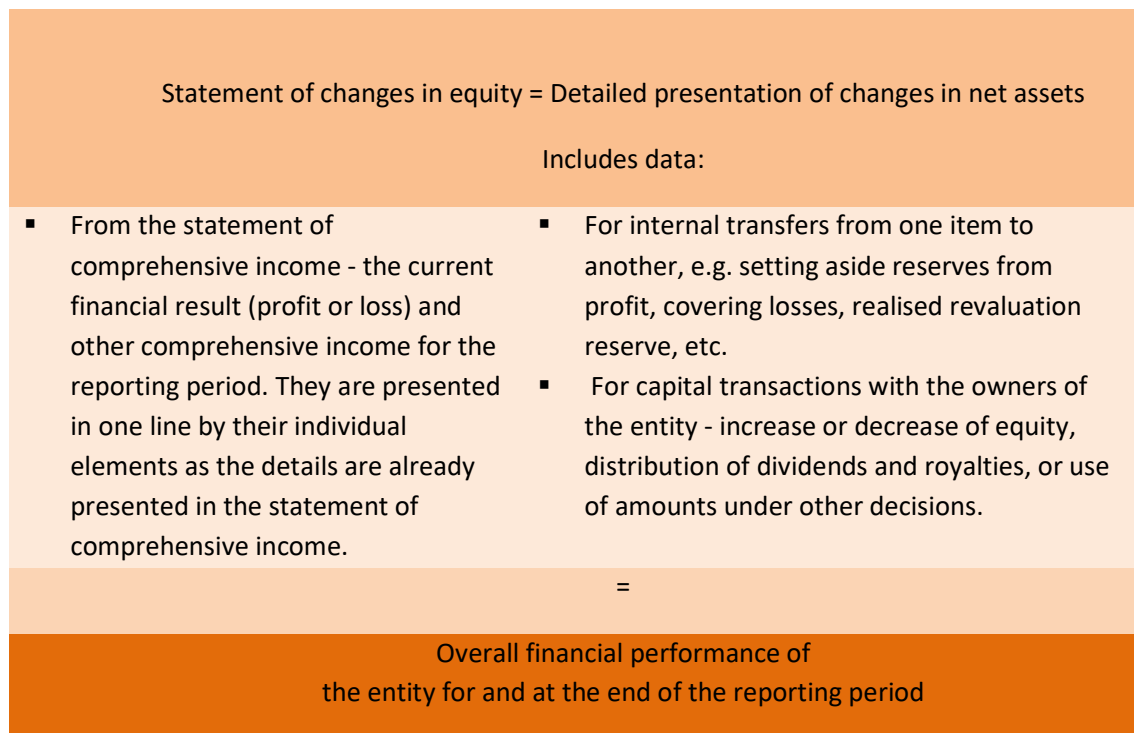 Statement of changes in equity = Detailed presentation of changes in net assets
Includes data:
▪ From the statement of
comprehensive income - the current
financial result (profit or loss) and
other comprehensive income for the
reporting period. They are presented
in one line by their individual
elements as the details are already
presented in the statement of
comprehensive income.
▪ For internal transfers from one item to
another, e.g. setting aside reserves from
profit, covering losses, realised revaluation
reserve, etc.
▪ For capital transactions with the owners of
the entity - increase or decrease of equity,
distribution of dividends and royalties, or use
of amounts under other decisions.
=
Overall financial performance of
the entity for and at the end of the reporting period